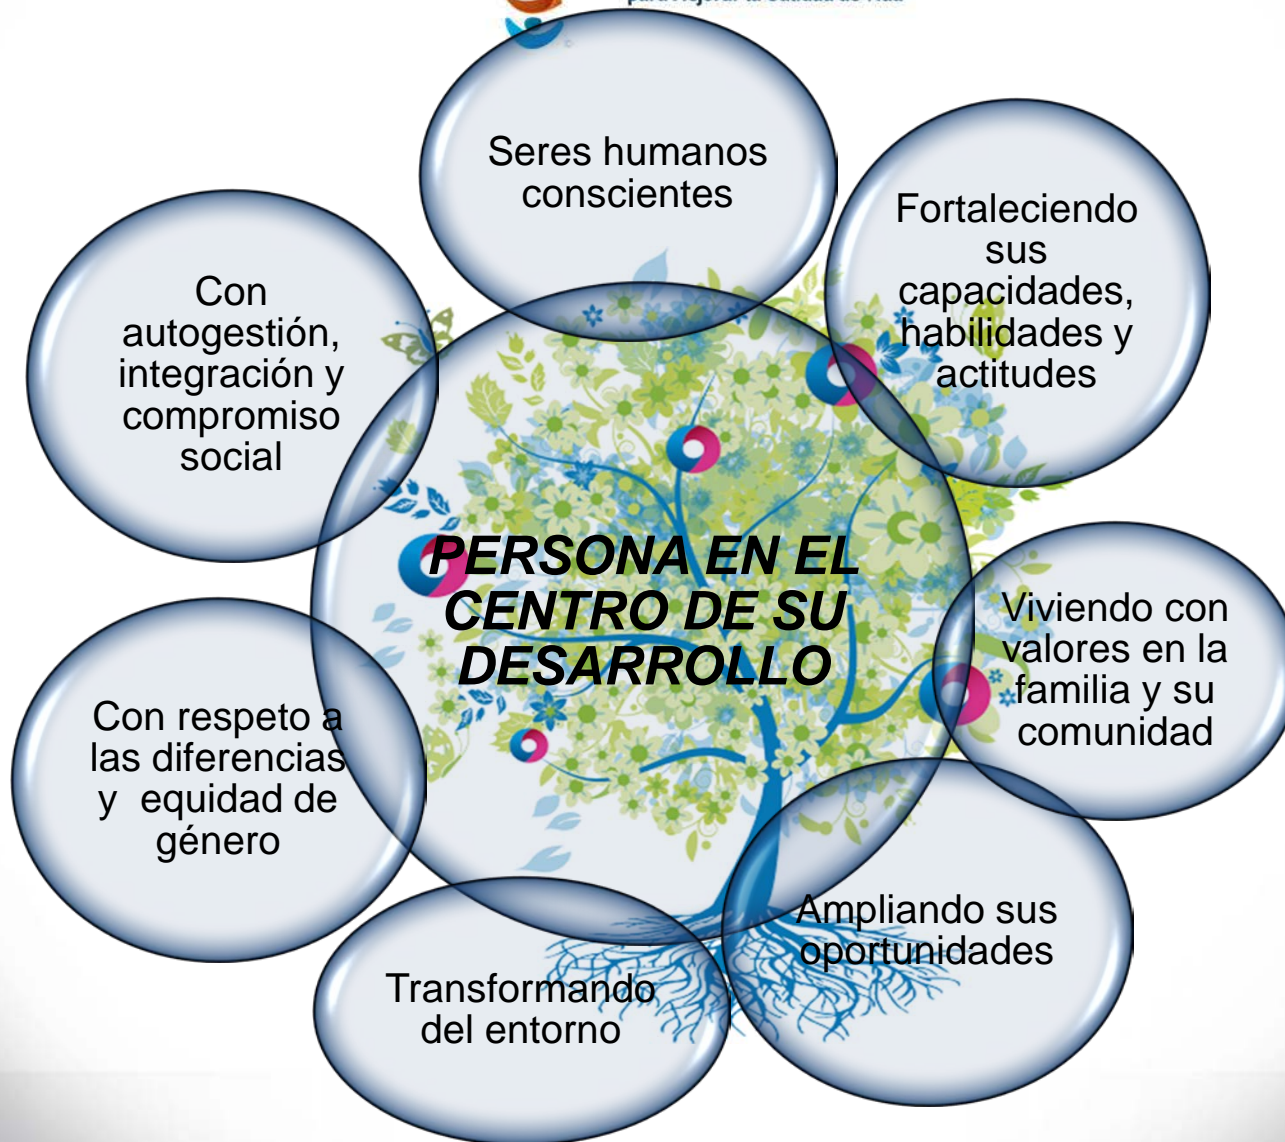 Seres humanos
conscientes
Fortaleciendo
sus
capacidades,
habilidades y
actitudes
Viviendo con
valores en la
familia y su
comunidad
Ampliando sus
oportunidades
Transformando
del entorno
Con respeto a
las diferencias
y  equidad de
género
Con
autogestión,
integración y
compromiso
social
PERSONA EN EL
CENTRO DE SU
DESARROLLO